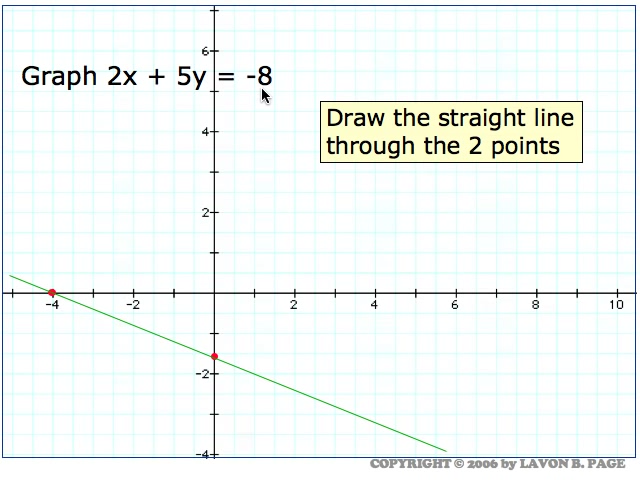 6
Graph 2x + 5y = -8
Draw the straight line
through the 2 points
4
2
-4 -2 2 4 6 8 10
-2
-4
COPYRIGHT © 2006 by LAVON B. PAGE